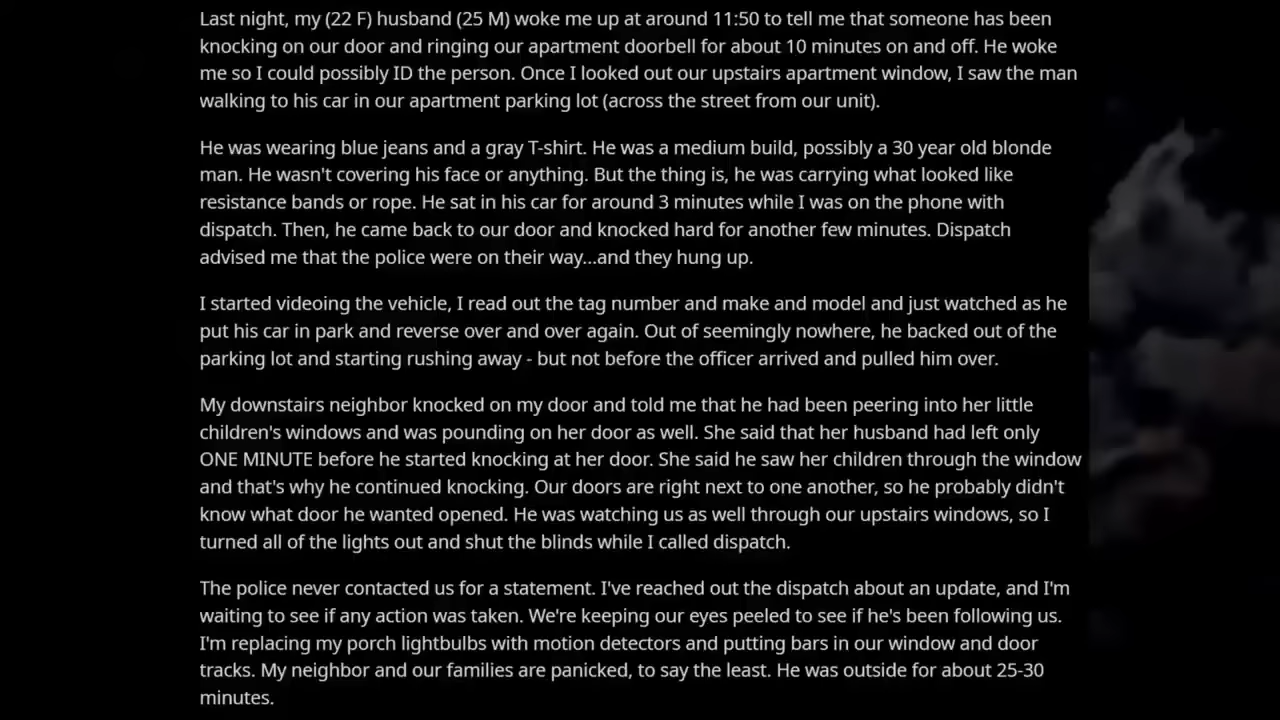 Last night, my (22 F) husband (25 M) woke me up at around 11:50 to tell me that someone has been
knocking on our door and ringing our apartment doorbell for about 10 minutes on and off. He woke
me so I could possibly ID the person. Once I looked out our upstairs apartment window, I saw the man
walking to his car in our apartment parking lot (across the street from our unit).
He was wearing blue jeans and a gray T-shirt. He was a medium build, possibly a 30 year old blonde
man. He wasn't covering his face or anything. But the thing is, he was carrying what looked like
resistance bands or rope. He sat in his car for around 3 minutes while I was on the phone with
dispatch. Then, he came back to our door and knocked hard for another few minutes. Dispatch
advised me that the police were on their way...and they hung up.
I started videoing the vehicle, I read out the tag number and make and model and just watched as he
put his car in park and reverse over and over again. Out of seemingly nowhere, he backed out of the
parking lot and starting rushing away - but not before the officer arrived and pulled him over.
My downstairs neighbor knocked on my door and told me that he had been peering into her little
children's windows and was pounding on her door as well. She said that her husband had left only
ONE MINUTE before he started knocking at her door. She said he saw her children through the window
and that's why he continued knocking. Our doors are right next to one another, so he probably didn't
know what door he wanted opened. He was watching us as well through our upstairs windows, so I
turned all of the lights out and shut the blinds while I called dispatch.
The police never contacted us for a statement. I've reached out the dispatch about an update, and I'm
waiting to see if any action was taken. We're keeping our eyes peeled to see if he's been following us.
I'm replacing my porch lightbulbs with motion detectors and putting bars in our window and door
tracks. My neighbor and our families are panicked, to say the least. He was outside for about 25-30
minutes.